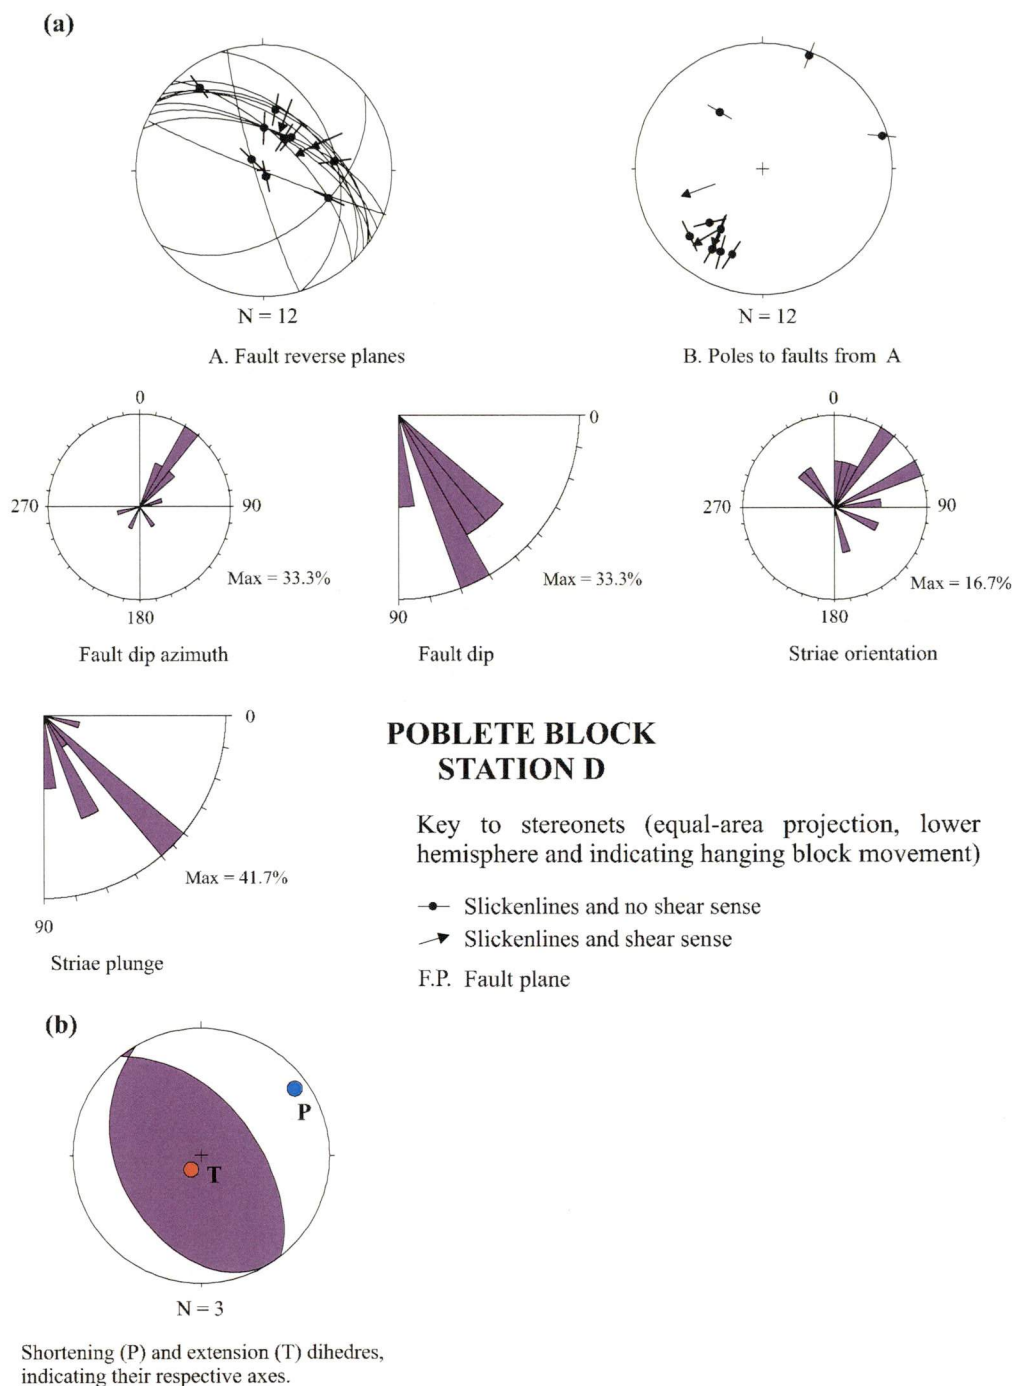 (a)
N = 12
N = 12
A. Fault reverse planes
B. Poles to faults from A
0
270
90
Max = 33.3%
180
Fault dip azimuth
0
Max = 33.3%
90
Fault dip
0
270
90
Max = 16.7%
180
Striae orientation
0
Max = 41.7%
90
Striae plunge
POBLETE BLOCK
STATION D
Key to stereonets (equal-area projection, lower
hemisphere and indicating hanging block movement)
Slickenlines and no shear sense
Slickenlines and shear sense
F.P. Fault plane
(b)
P
T
N = 3
Shortening (P) and extension (T) dihedres,
indicating their respective axes.